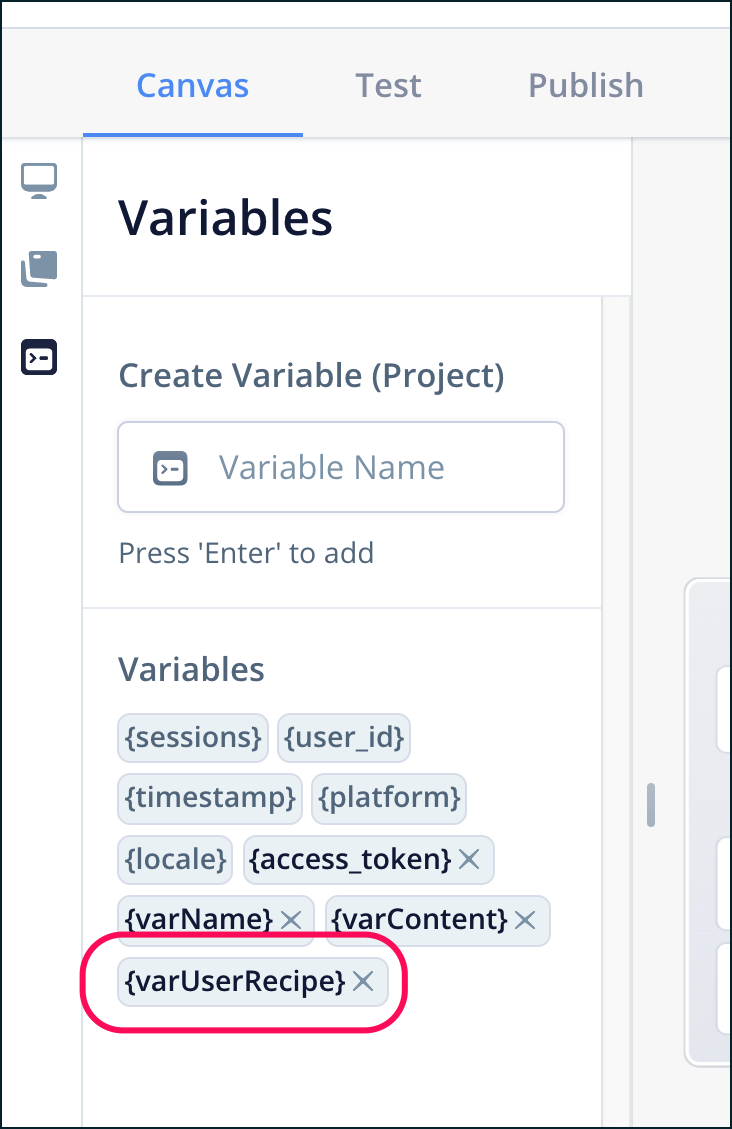 Canvas Test Publish
Variables
Create Variable (Project)
Variable Name
Press 'Enter' to add
Variables
{sessions} {user_id}
{timestamp} {platform}
{locale} {access_token}
{varName} {varContent}
{varUserRecipe}